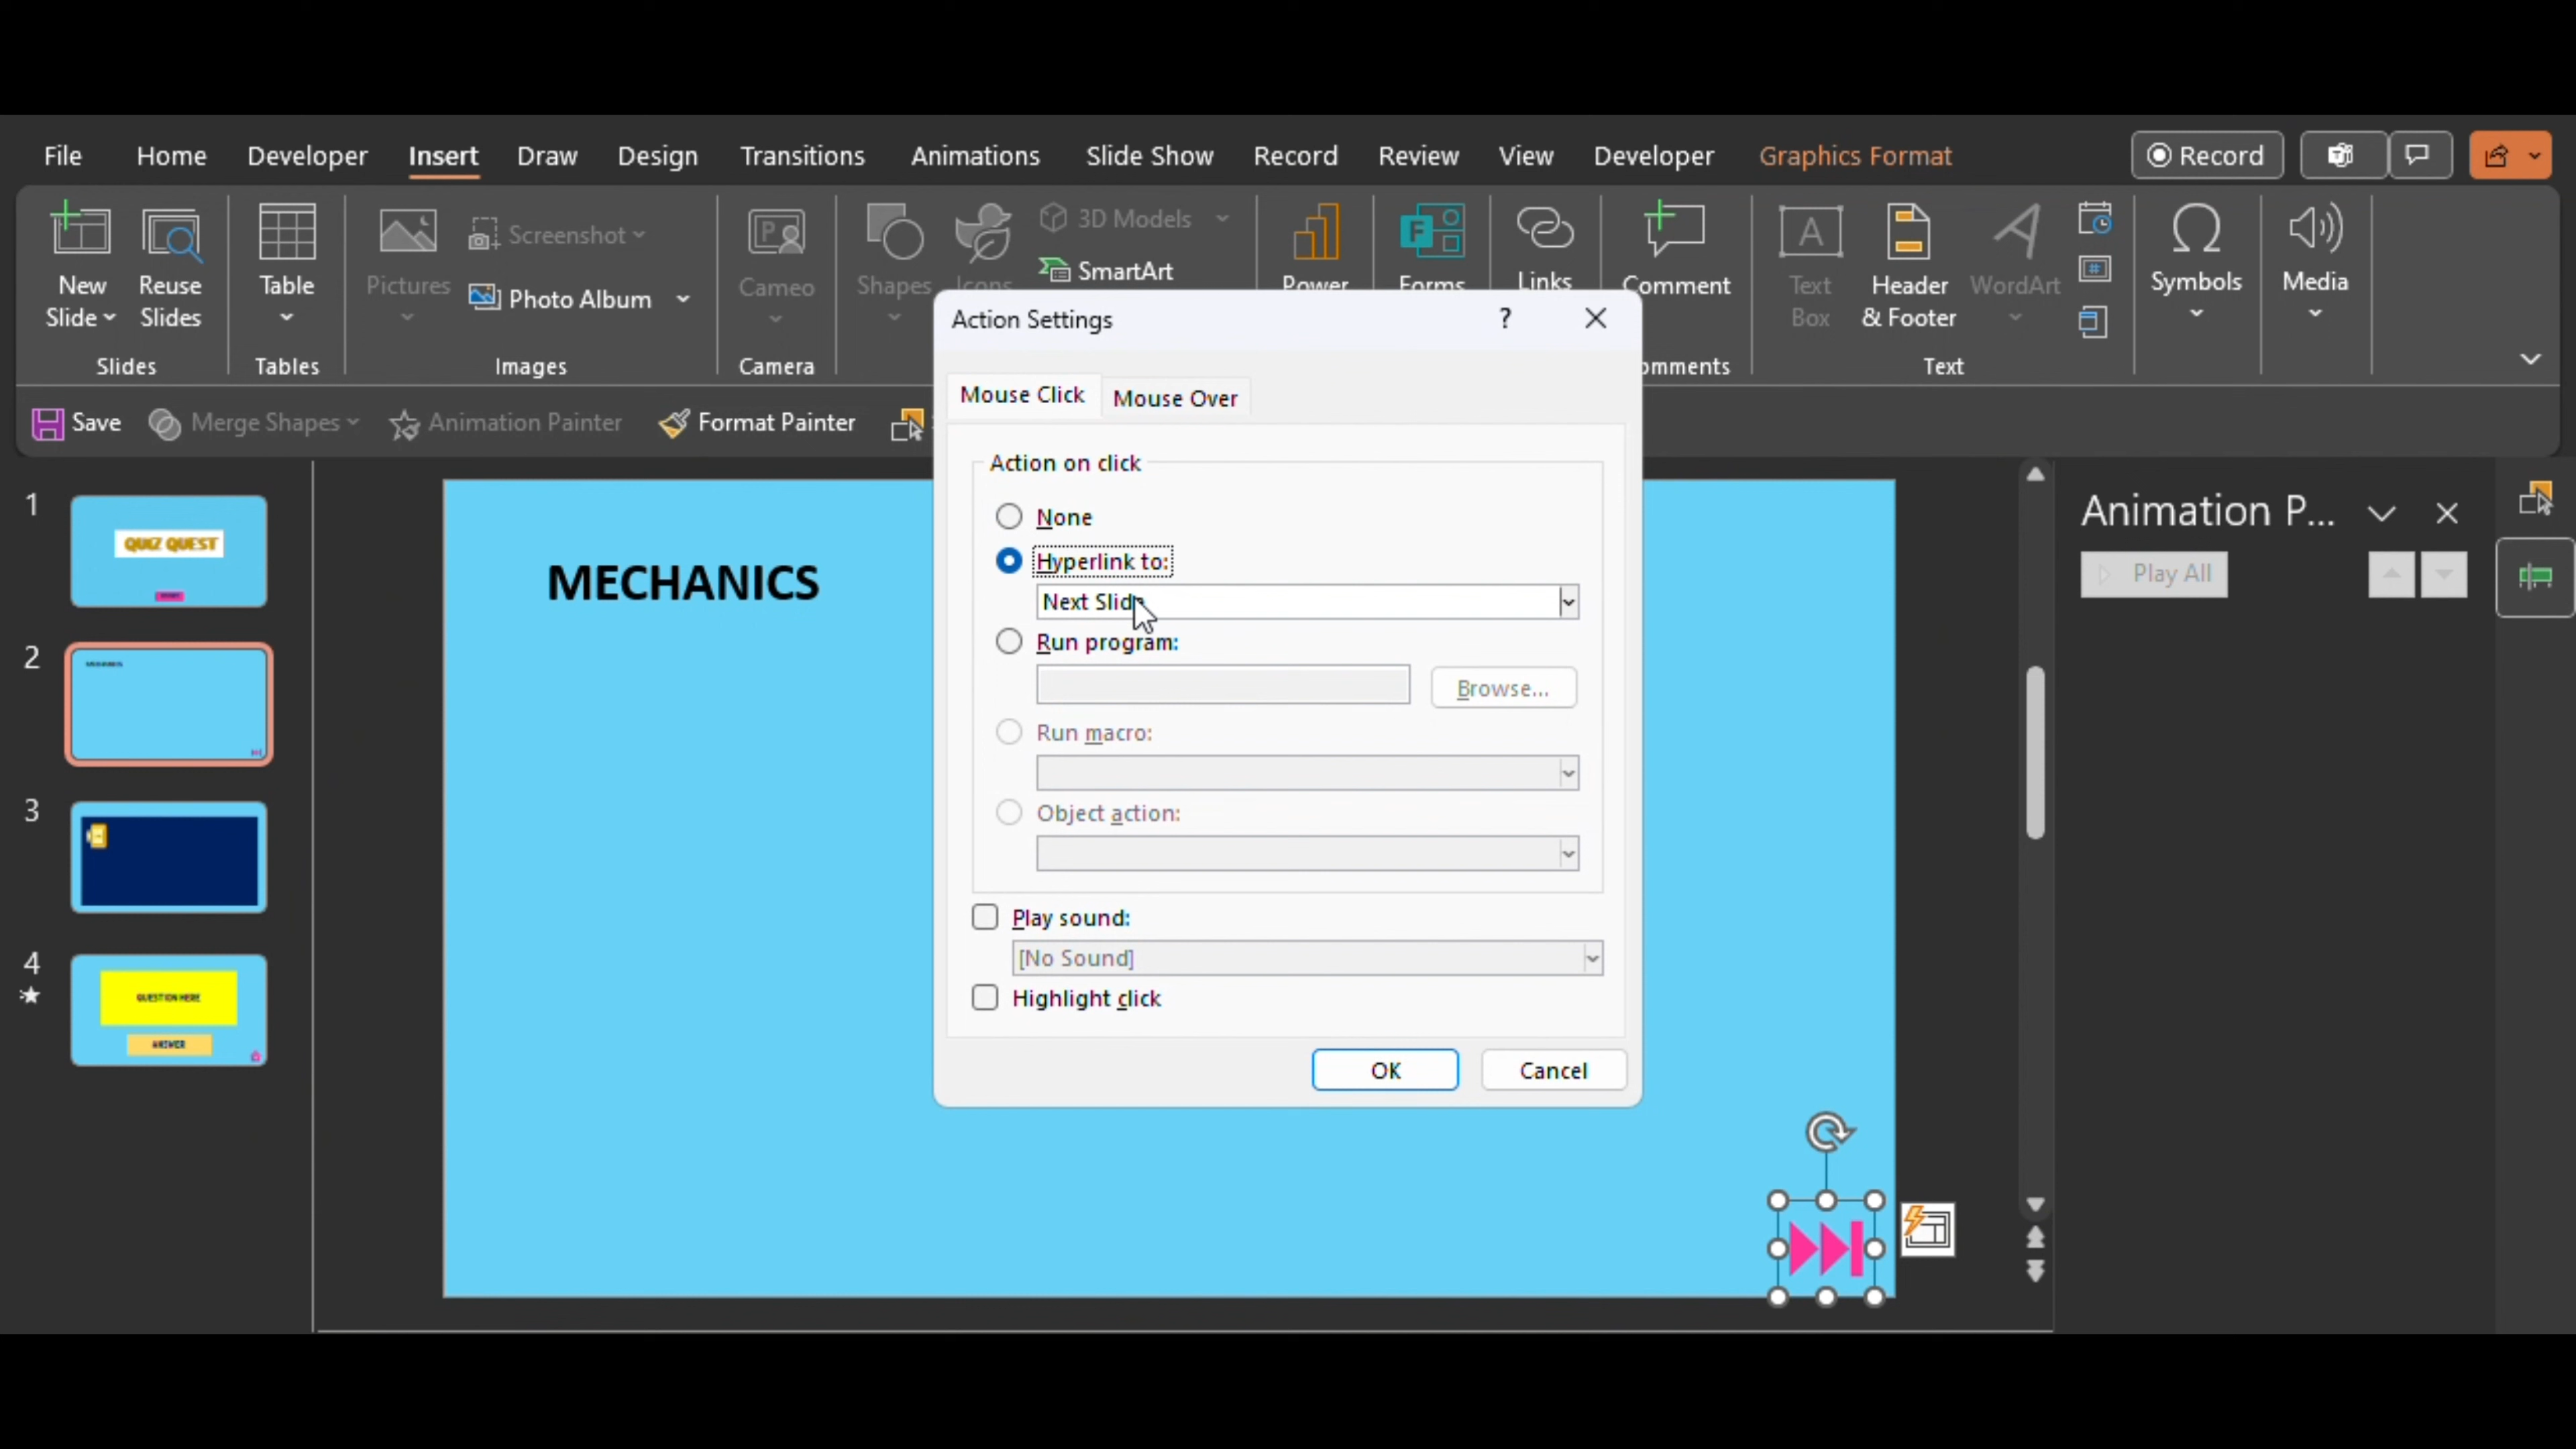 File Home Developer Insert Draw Design Transitions Animations Slide Show Record Review View Developer Graphics Format Record
New Slide
Reuse Slides
Slides
Table
Tables
Pictures
Screenshot
Photo Album
Images
Cameo
Camera
Shapes
Icons
3D Models
SmartArt
Power
Forms
Links
Comment
omments
Text Box
Header & Footer
WordArt
Text
Symbols
Media
Save Merge Shapes Animation Painter Format Painter
Action Settings
?
Mouse Click Mouse Over
Action on click
None
Hyperlink to:
Next Slide
Run program:
Browse...
Run macro:
Object action:
Play sound:
[No Sound]
Highlight click
OK Cancel
1
QUIZ QUEST
2
3
4
QUESTION HERE
ANSWER
MECHANICS
Animation P...
Play All